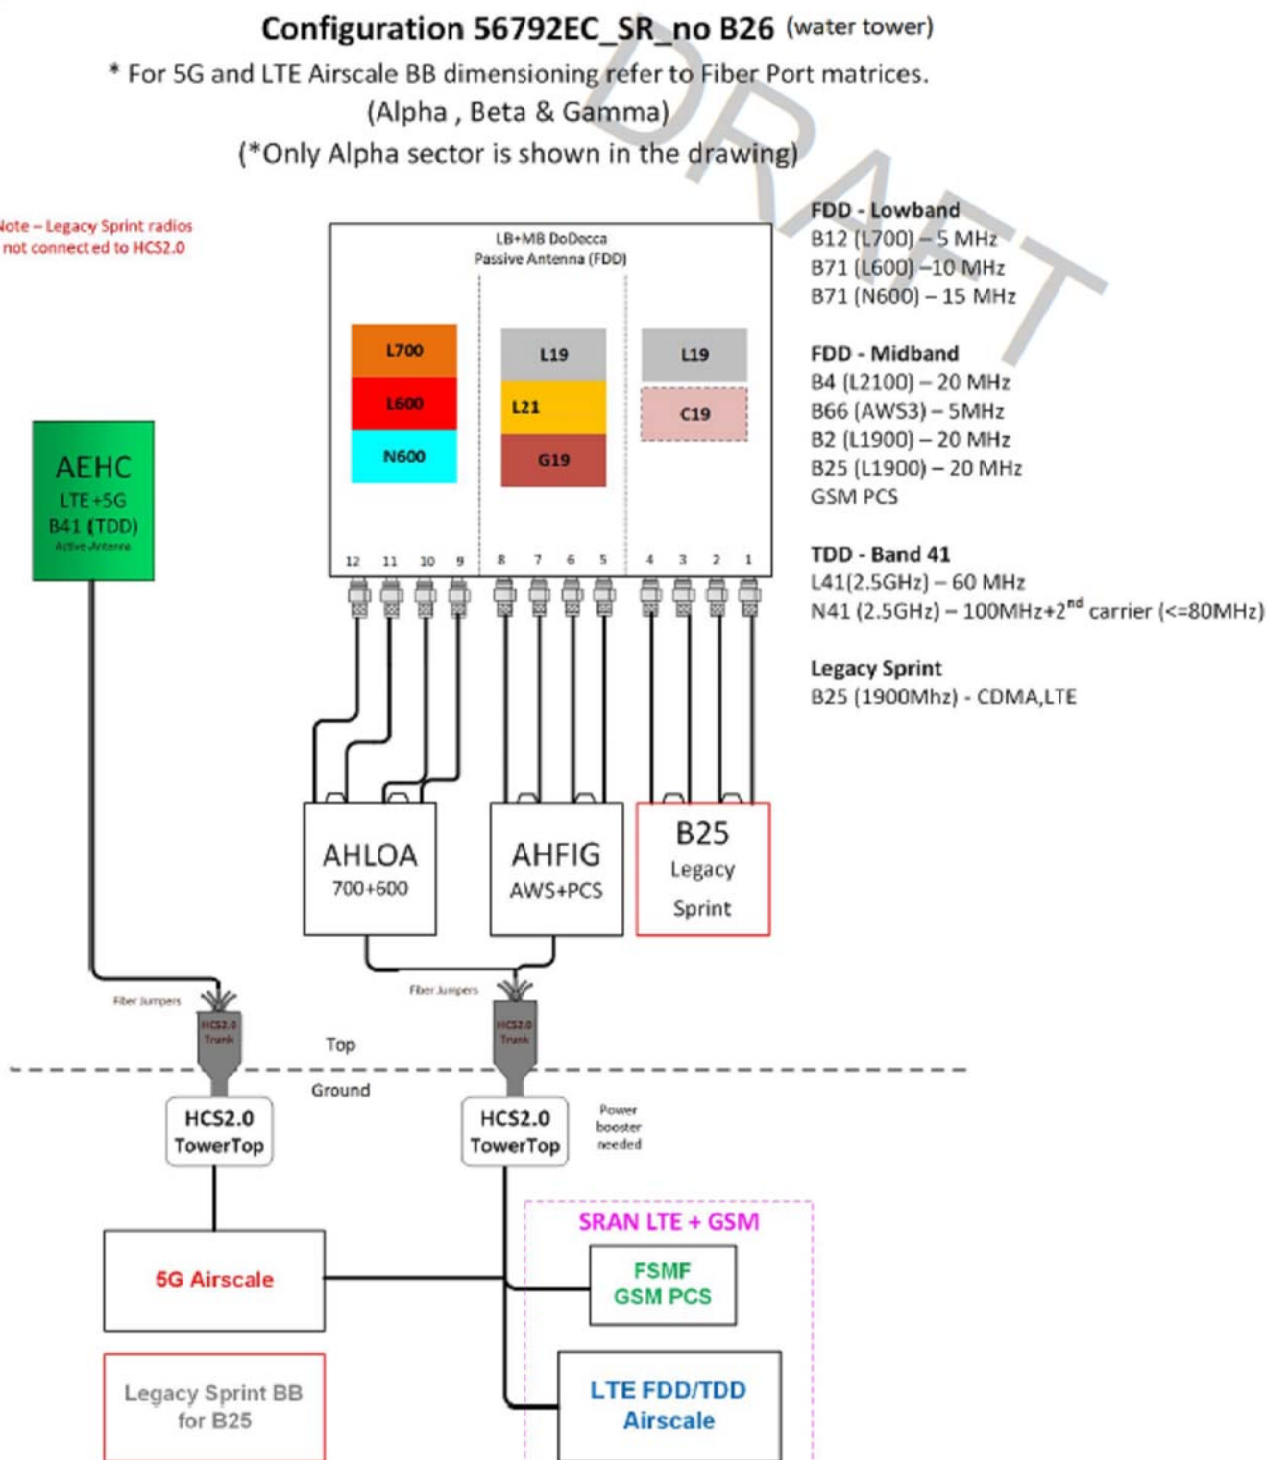 Configuration 56792EC_SR_no B26 (water tower)
* For 5G and LTE Airscale BB dimensioning refer to Fiber Port matrices.
(Alpha , Beta & Gamma)
(*Only Alpha sector is shown in the drawing)
DRAFT
Note – Legacy Sprint radios
not connected to HCS2.0
LB+MB DoDecca
Passive Antenna (FDD)
L700
L600
N600
L19
L21
G19
L19
C19
12 11 10 9 8 7 6 5 4 3 2 1
FDD - Lowband
B12 (L700) – 5 MHz
B71 (L600) –10 MHz
B71 (N600) – 15 MHz
FDD - Midband
B4 (L2100) – 20 MHz
B66 (AWS3) – 5MHz
B2 (L1900) – 20 MHz
B25 (L1900) – 20 MHz
GSM PCS
TDD - Band 41
L41(2.5GHz) – 60 MHz
N41 (2.5GHz) – 100MHz+2nd carrier (<=80MHz)
Legacy Sprint
B25 (1900Mhz) - CDMA,LTE
AEHC
LTE+5G
B41 (TDD)
Active Antenna
AHLOA
700+600
AHFIG
AWS+PCS
B25
Legacy
Sprint
Fiber Jumpers
Fiber Jumpers
HCS2.0
Trunk
HCS2.0
Trunk
Top
Ground
HCS2.0
TowerTop
HCS2.0
TowerTop
Power
booster
needed
5G Airscale
SRAN LTE + GSM
FSMF
GSM PCS
Legacy Sprint BB
for B25
LTE FDD/TDD
Airscale